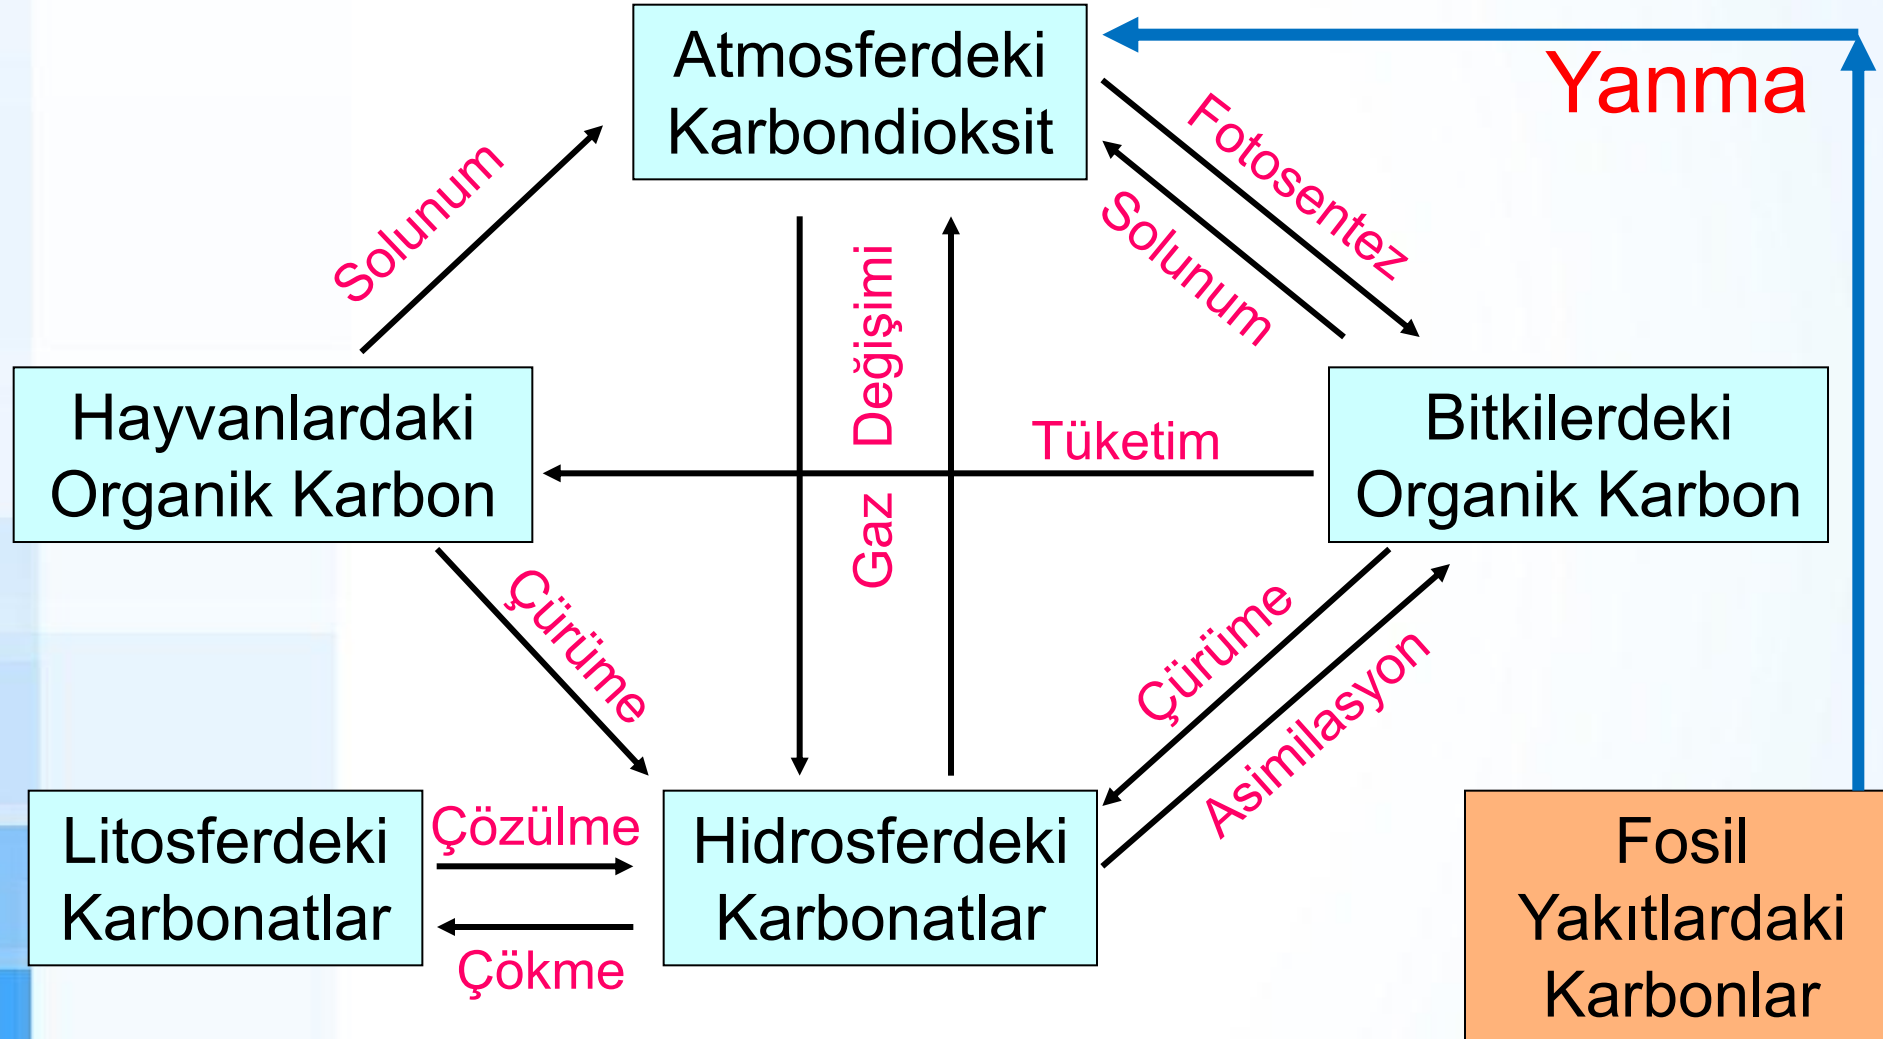 Atmosferdeki
Karbondioksit
Yanma
Fotosentez
Solunum
Solunum
Gaz Değişimi
Hayvanlardaki
Organik Karbon
Tüketim
Bitkilerdeki
Organik Karbon
Çürüme
Çürüme
Asimilasyon
Litosferdeki
Karbonatlar
Çözülme
Çökme
Hidrosferdeki
Karbonatlar
Fosil
Yakıtlardaki
Karbonlar